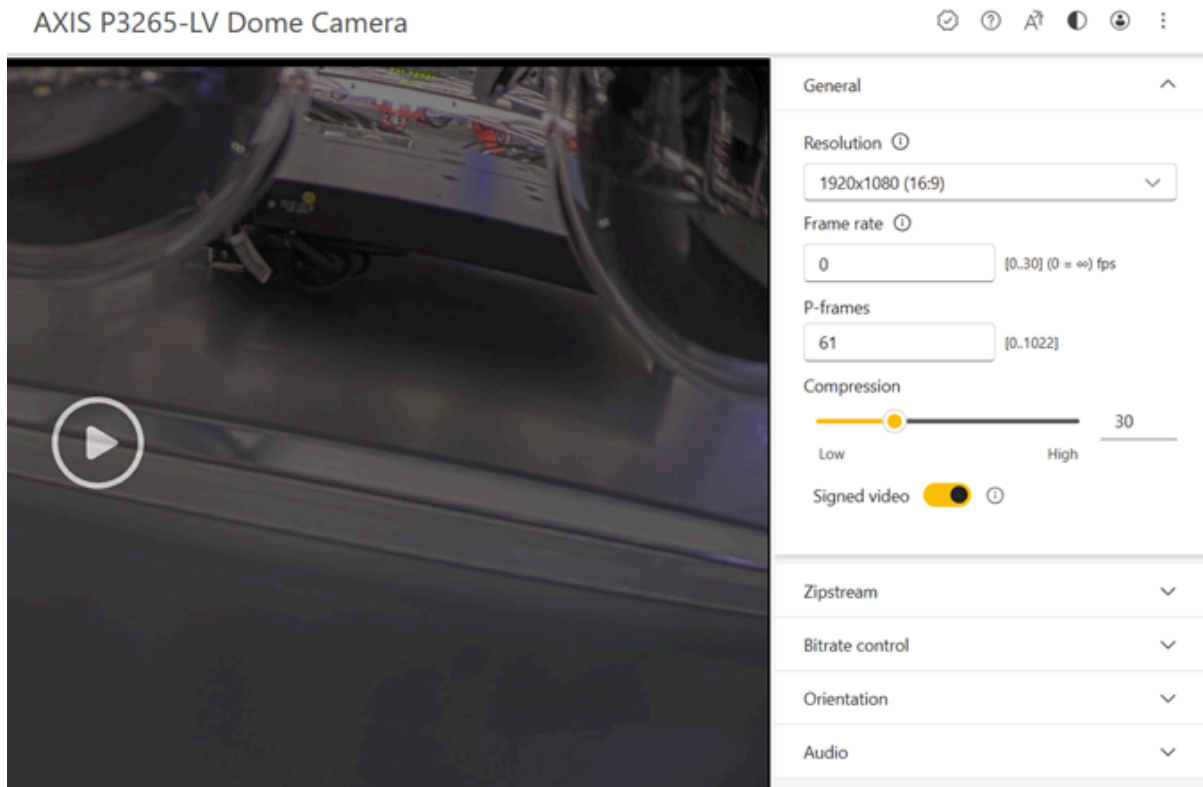 AXIS P3265-LV Dome Camera
General
Resolution
1920x1080 (16:9)
Frame rate
0 [0..30] (0 = ∞) fps
P-frames
61 [0..1022]
Compression
30
Low High
Signed video
Zipstream
Bitrate control
Orientation
Audio